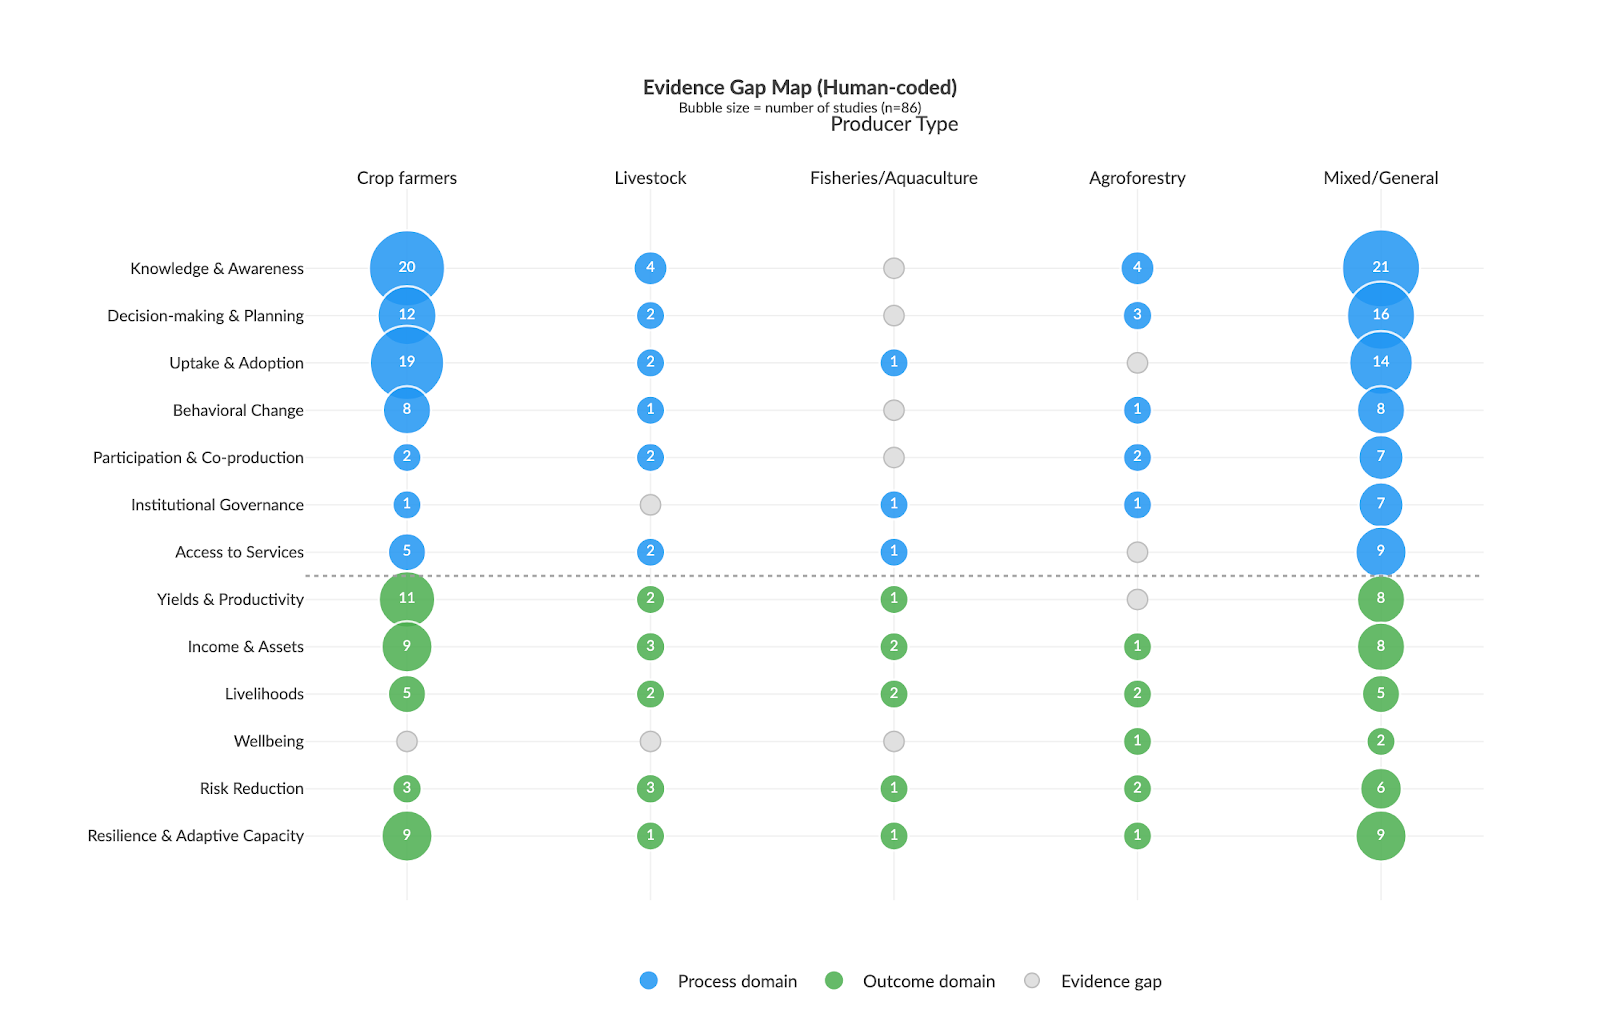 Evidence Gap Map (Human-coded)
Bubble size = number of studies (n=86)
Producer Type
Crop farmers Livestock Fisheries/Aquaculture Agroforestry Mixed/General
Knowledge & Awareness 20 4 4 21
Decision-making & Planning 12 2 3 16
Uptake & Adoption 19 2 1 14
Behavioral Change 8 1 1 8
Participation & Co-production 2 2 2 7
Institutional Governance 1 1 1 7
Access to Services 5 2 1 9
Yields & Productivity 11 2 1 8
Income & Assets 9 3 2 1 8
Livelihoods 5 2 2 2 5
Wellbeing 1 2
Risk Reduction 3 3 1 2 6
Resilience & Adaptive Capacity 9 1 1 1 9
Process domain Outcome domain Evidence gap